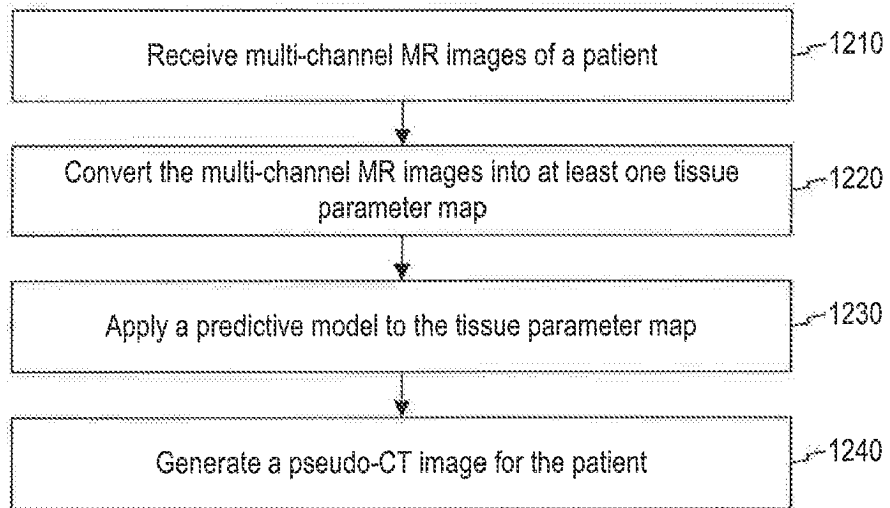 Receive multi-channel MR images of a patient
1210
Convert the multi-channel MR images into at least one tissue
parameter map
1220
Apply a predictive model to the tissue parameter map
1230
Generate a pseudo-CT image for the patient
1240